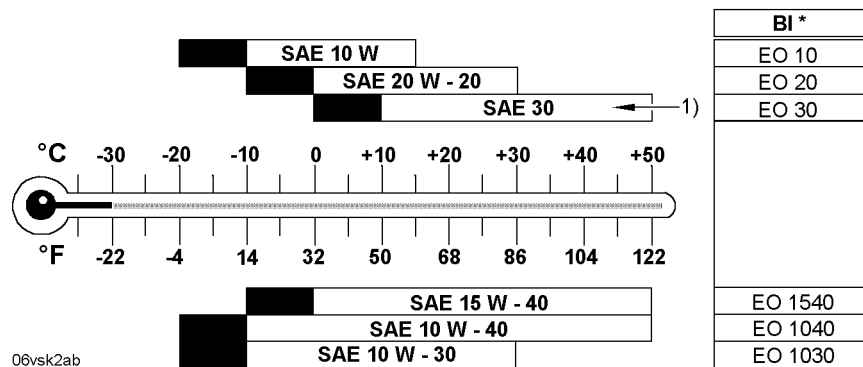 BI *
SAE 10 W EO 10
SAE 20 W - 20 EO 20
SAE 30 1) EO 30
°C -30 -20 -10 0 +10 +20 +30 +40 +50
°F -22 -4 14 32 50 68 86 104 122
SAE 15 W - 40 EO 1540
SAE 10 W - 40 EO 1040
SAE 10 W - 30 EO 1030
06vsk2ab